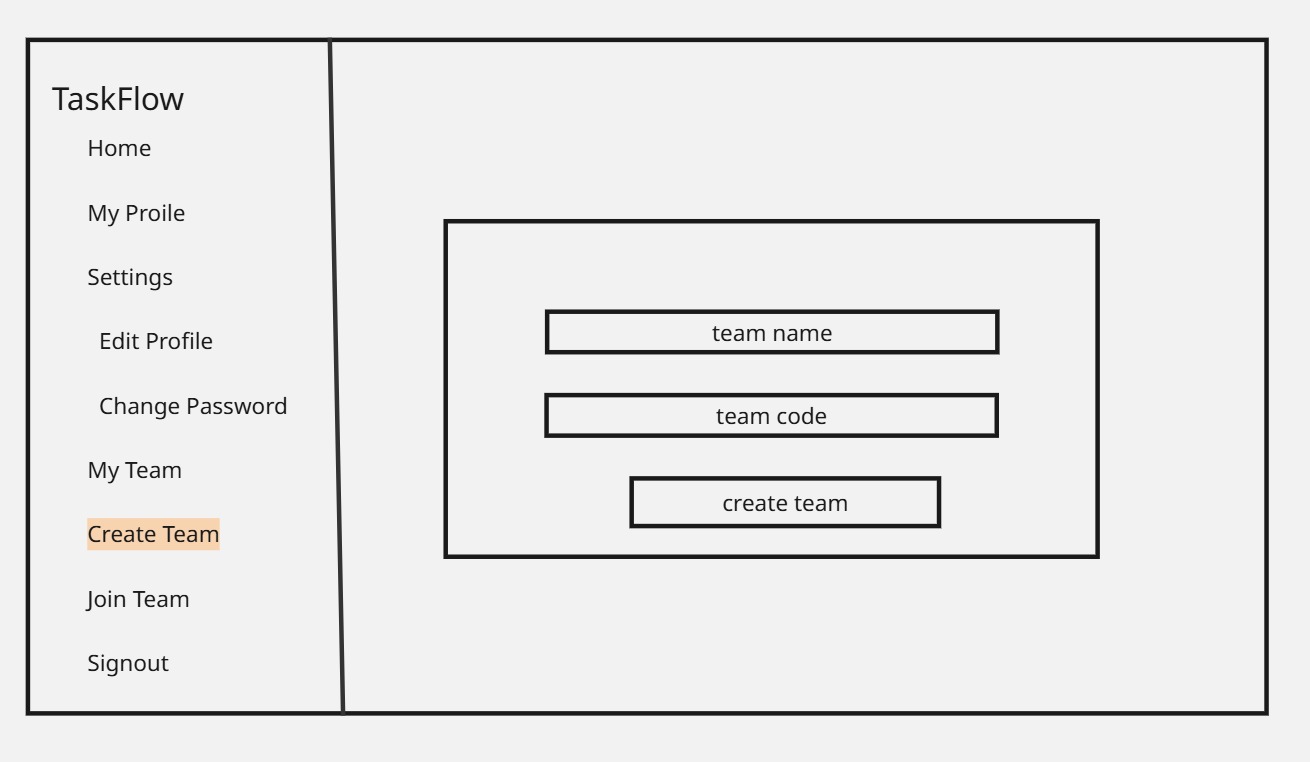 TaskFlow
Home
My Proile
Settings
Edit Profile
Change Password
My Team
Create Team
Join Team
Signout
team name
team code
create team